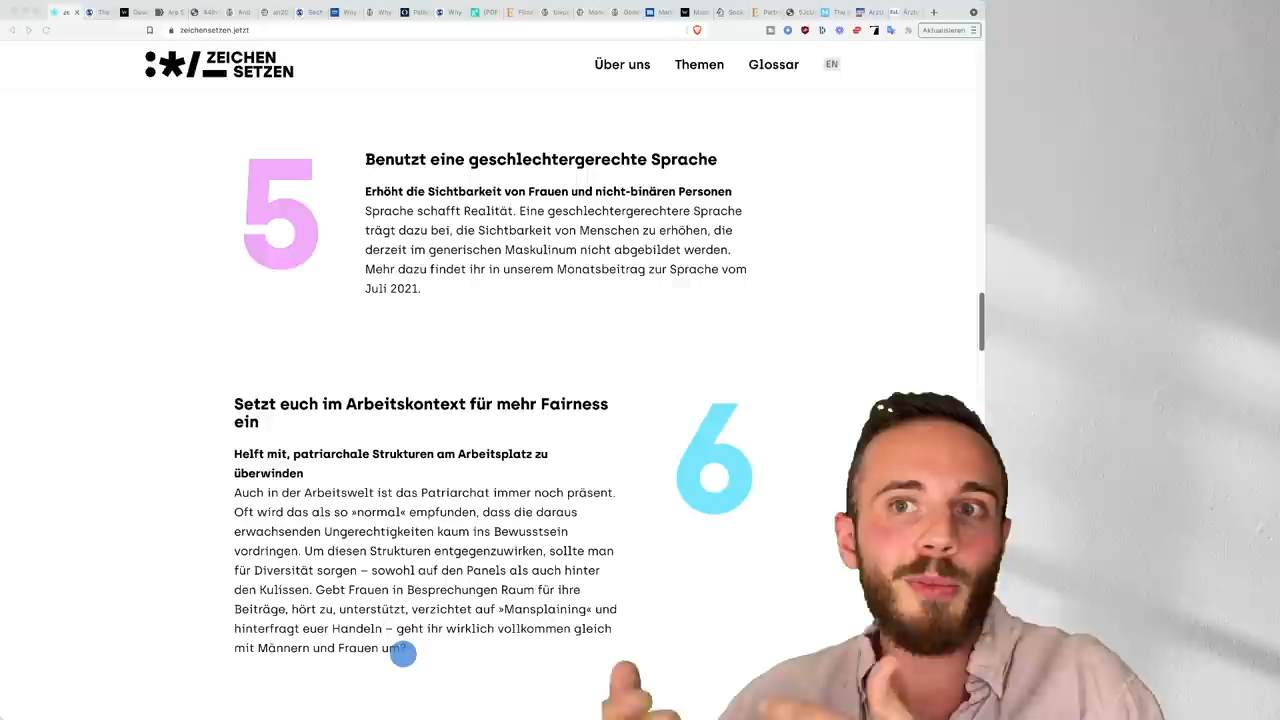 zeichensetzen.jetzt
Aktualisieren
ZEICHEN
SETZEN
Über uns
Themen
Glossar
EN
5
Benutzt eine geschlechtergerechte Sprache
Erhöht die Sichtbarkeit von Frauen und nicht-binären Personen
Sprache schafft Realität. Eine geschlechtergerechtere Sprache
trägt dazu bei, die Sichtbarkeit von Menschen zu erhöhen, die
derzeit im generischen Maskulinum nicht abgebildet werden.
Mehr dazu findet ihr in unserem Monatsbeitrag zur Sprache vom
Juli 2021.
Setzt euch im Arbeitskontext für mehr Fairness
ein
6
Helft mit, patriarchale Strukturen am Arbeitsplatz zu
überwinden
Auch in der Arbeitswelt ist das Patriarchat immer noch präsent.
Oft wird das als so »normal« empfunden, dass die daraus
erwachsenden Ungerechtigkeiten kaum ins Bewusstsein
vordringen. Um diesen Strukturen entgegenzuwirken, sollte man
für Diversität sorgen – sowohl auf den Panels als auch hinter
den Kulissen. Gebt Frauen in Besprechungen Raum für ihre
Beiträge, hört zu, unterstützt, verzichtet auf »Mansplaining« und
hinterfragt euer Handeln – geht ihr wirklich vollkommen gleich
mit Männern und Frauen um?